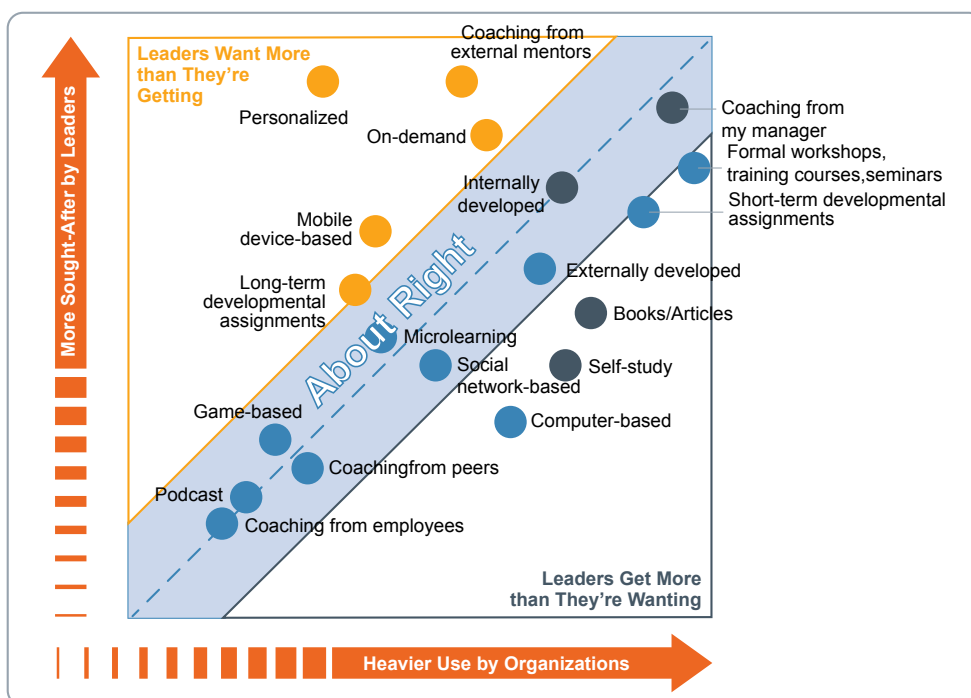 Leaders Want More
than They're
Getting
Coaching from
external mentors
Personalized
On-demand
Coaching from
my manager
Formal workshops,
training courses,seminars
Internally
developed
Short-term developmental
assignments
Mobile
device-based
Externally developed
Long-term
developmental
assignments
Books/Articles
About Right
Microlearning
Social
network-based
Self-study
Game-based
Computer-based
Coachingfrom peers
Podcast
Coaching from employees
Leaders Get More
than They're Wanting
More Sought-After by Leaders
Heavier Use by Organizations